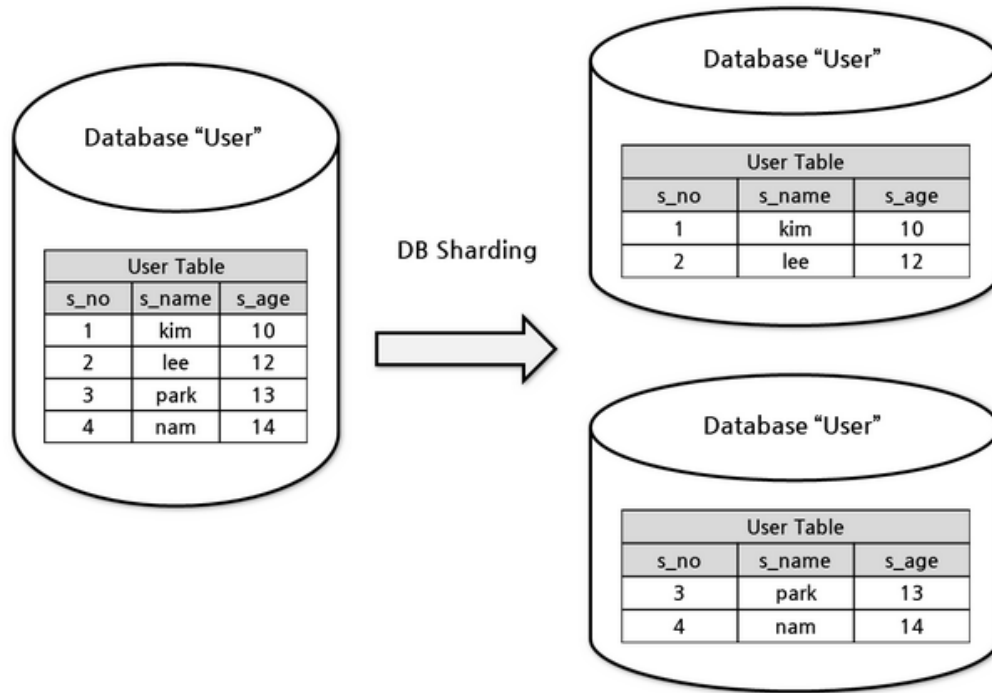 Database “User”
User Table
s_no s_name s_age
1 kim 10
2 lee 12
3 park 13
4 nam 14
DB Sharding
Database “User”
User Table
s_no s_name s_age
1 kim 10
2 lee 12
Database “User”
User Table
s_no s_name s_age
3 park 13
4 nam 14